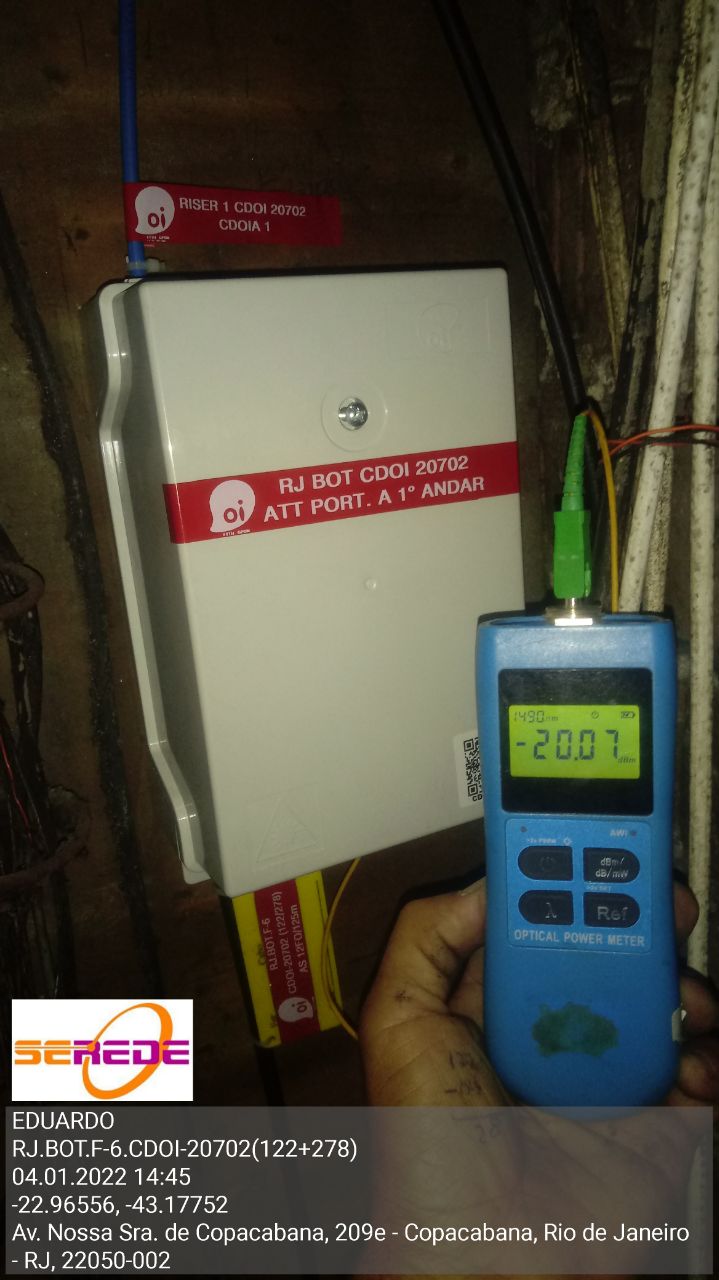 oi
RISER 1 CDOI 20702
CDOIA 1
oi
RJ BOT CDOI 20702
ATT PORT. A 1° ANDAR
1490nm
-20.07
dBm
AWI
dBm/
dB/mW
λ
Ref
OPTICAL POWER METER
RJ.BOT.F-6
CDOI-20702 (122/278)
AS 12FO/125m
oi
SEREDE
EDUARDO
RJ.BOT.F-6.CDOI-20702(122+278)
04.01.2022 14:45
-22.96556, -43.17752
Av. Nossa Sra. de Copacabana, 209e - Copacabana, Rio de Janeiro
- RJ, 22050-002